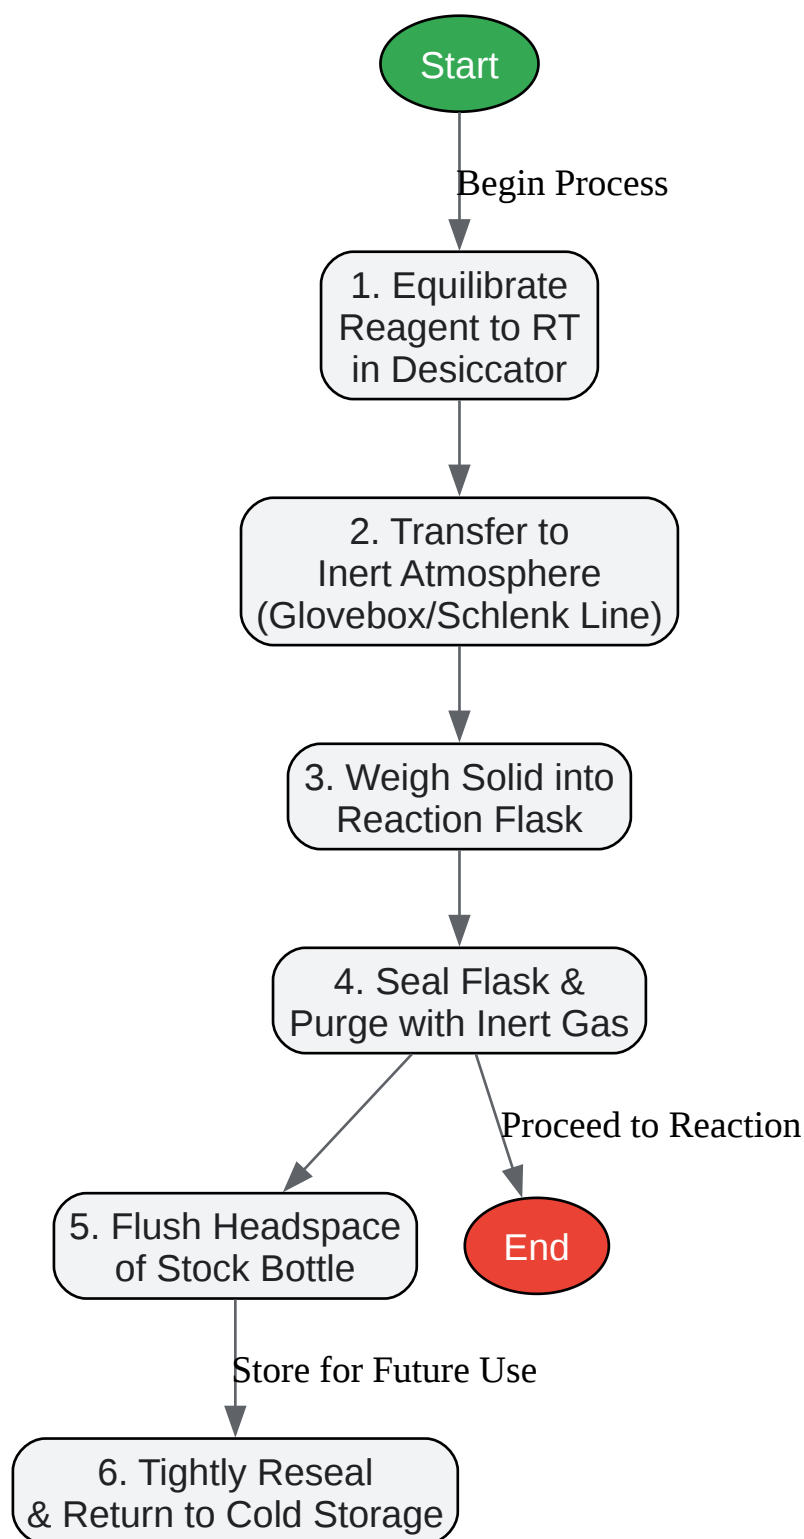 Start
Begin Process
1. Equilibrate
Reagent to RT
in Desiccator
2. Transfer to
Inert Atmosphere
(Glovebox/Schlenk Line)
3. Weigh Solid into
Reaction Flask
4. Seal Flask &
Purge with Inert Gas
Proceed to Reaction
5. Flush Headspace
of Stock Bottle
End
Store for Future Use
6. Tightly Reseal
& Return to Cold Storage